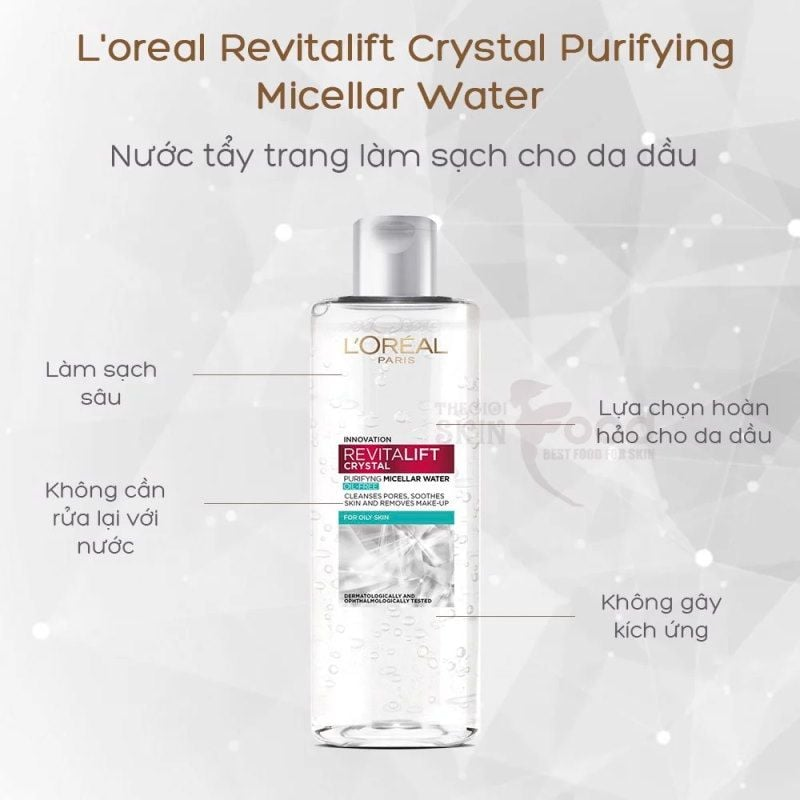 L'oreal Revitalift Crystal Purifying
Micellar Water
Nước tẩy trang làm sạch cho da dầu
L'ORÉAL
PARIS
Làm sạch
sâu
THEGIOI
SKIN Food
BEST FOOD FOR SKIN
Lựa chọn hoàn
hảo cho da dầu
INNOVATION
REVITALIFT
CRYSTAL
PURIFYING MICELLAR WATER
OIL-FREE
CLEANSES PORES, SOOTHES
SKIN AND REMOVES MAKE-UP
FOR OILY SKIN
Không cần
rửa lại với
nước
DERMATOLOGICALLY AND
OPHTHALMOLOGICALLY TESTED
Không gây
kích ứng